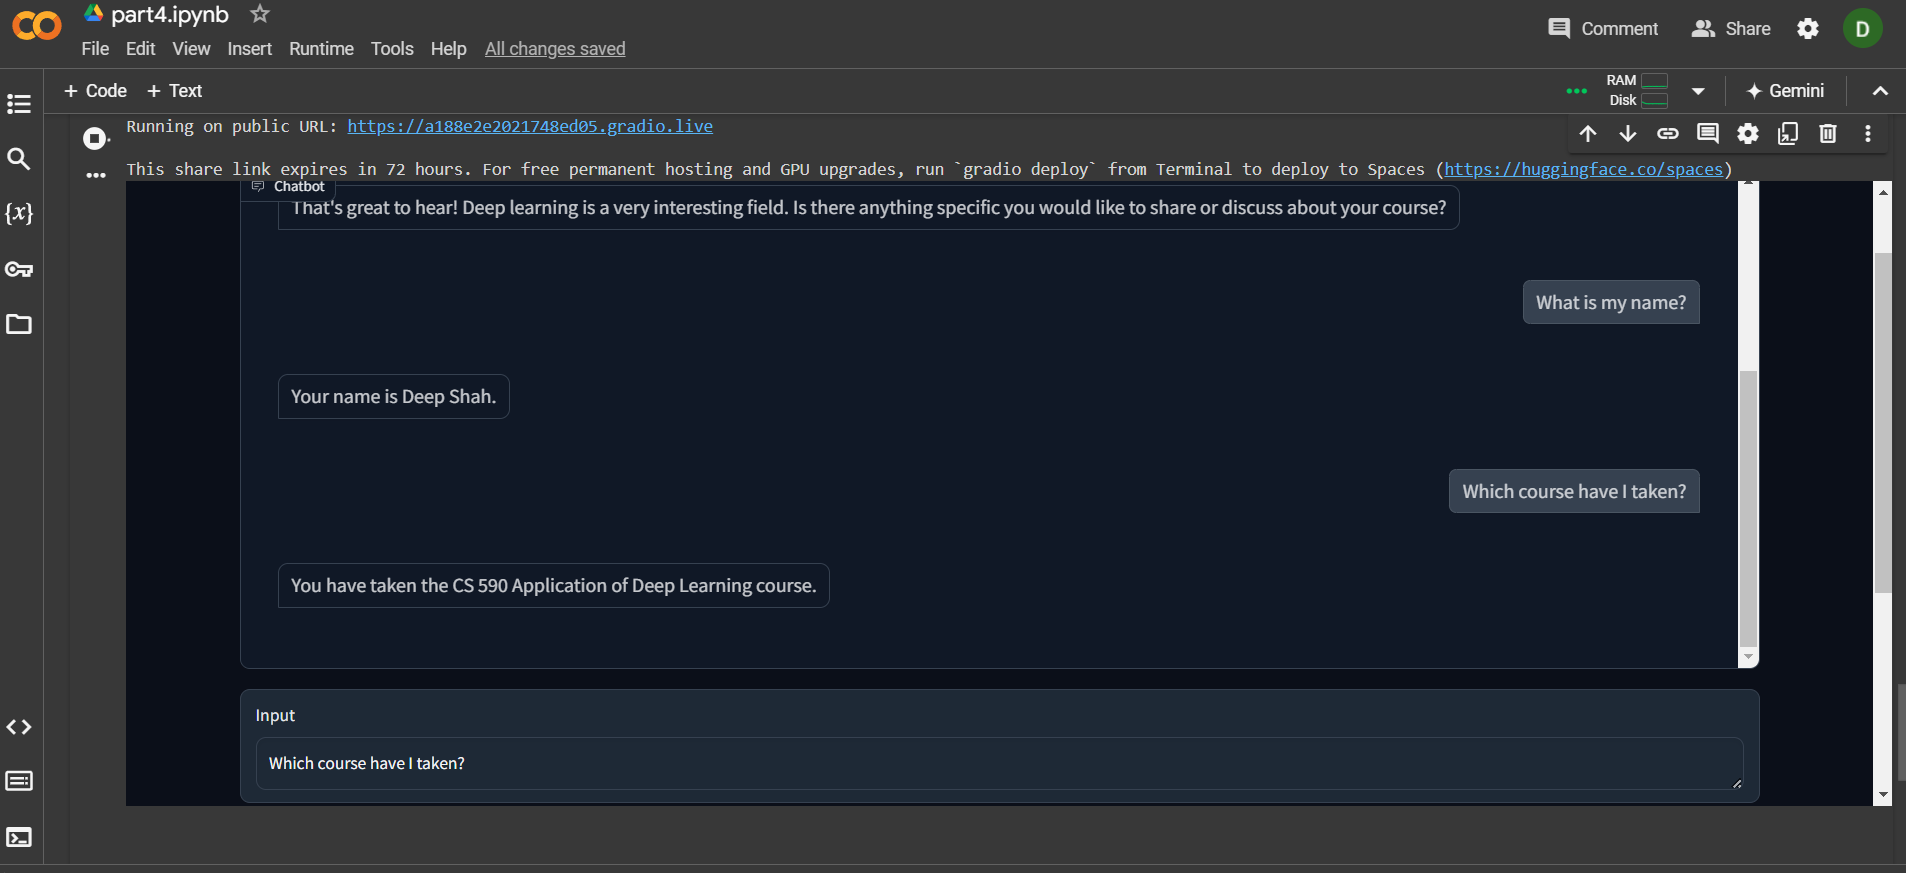 part4.ipynb
File Edit View Insert Runtime Tools Help All changes saved
Comment Share D
+ Code + Text
RAM
Disk
Gemini
Running on public URL: https://a188e2e2021748ed05.gradio.live
This share link expires in 72 hours. For free permanent hosting and GPU upgrades, run `gradio deploy` from Terminal to deploy to Spaces (https://huggingface.co/spaces)
Chatbot
That's great to hear! Deep learning is a very interesting field. Is there anything specific you would like to share or discuss about your course?
What is my name?
Your name is Deep Shah.
Which course have I taken?
You have taken the CS 590 Application of Deep Learning course.
Input
Which course have I taken?